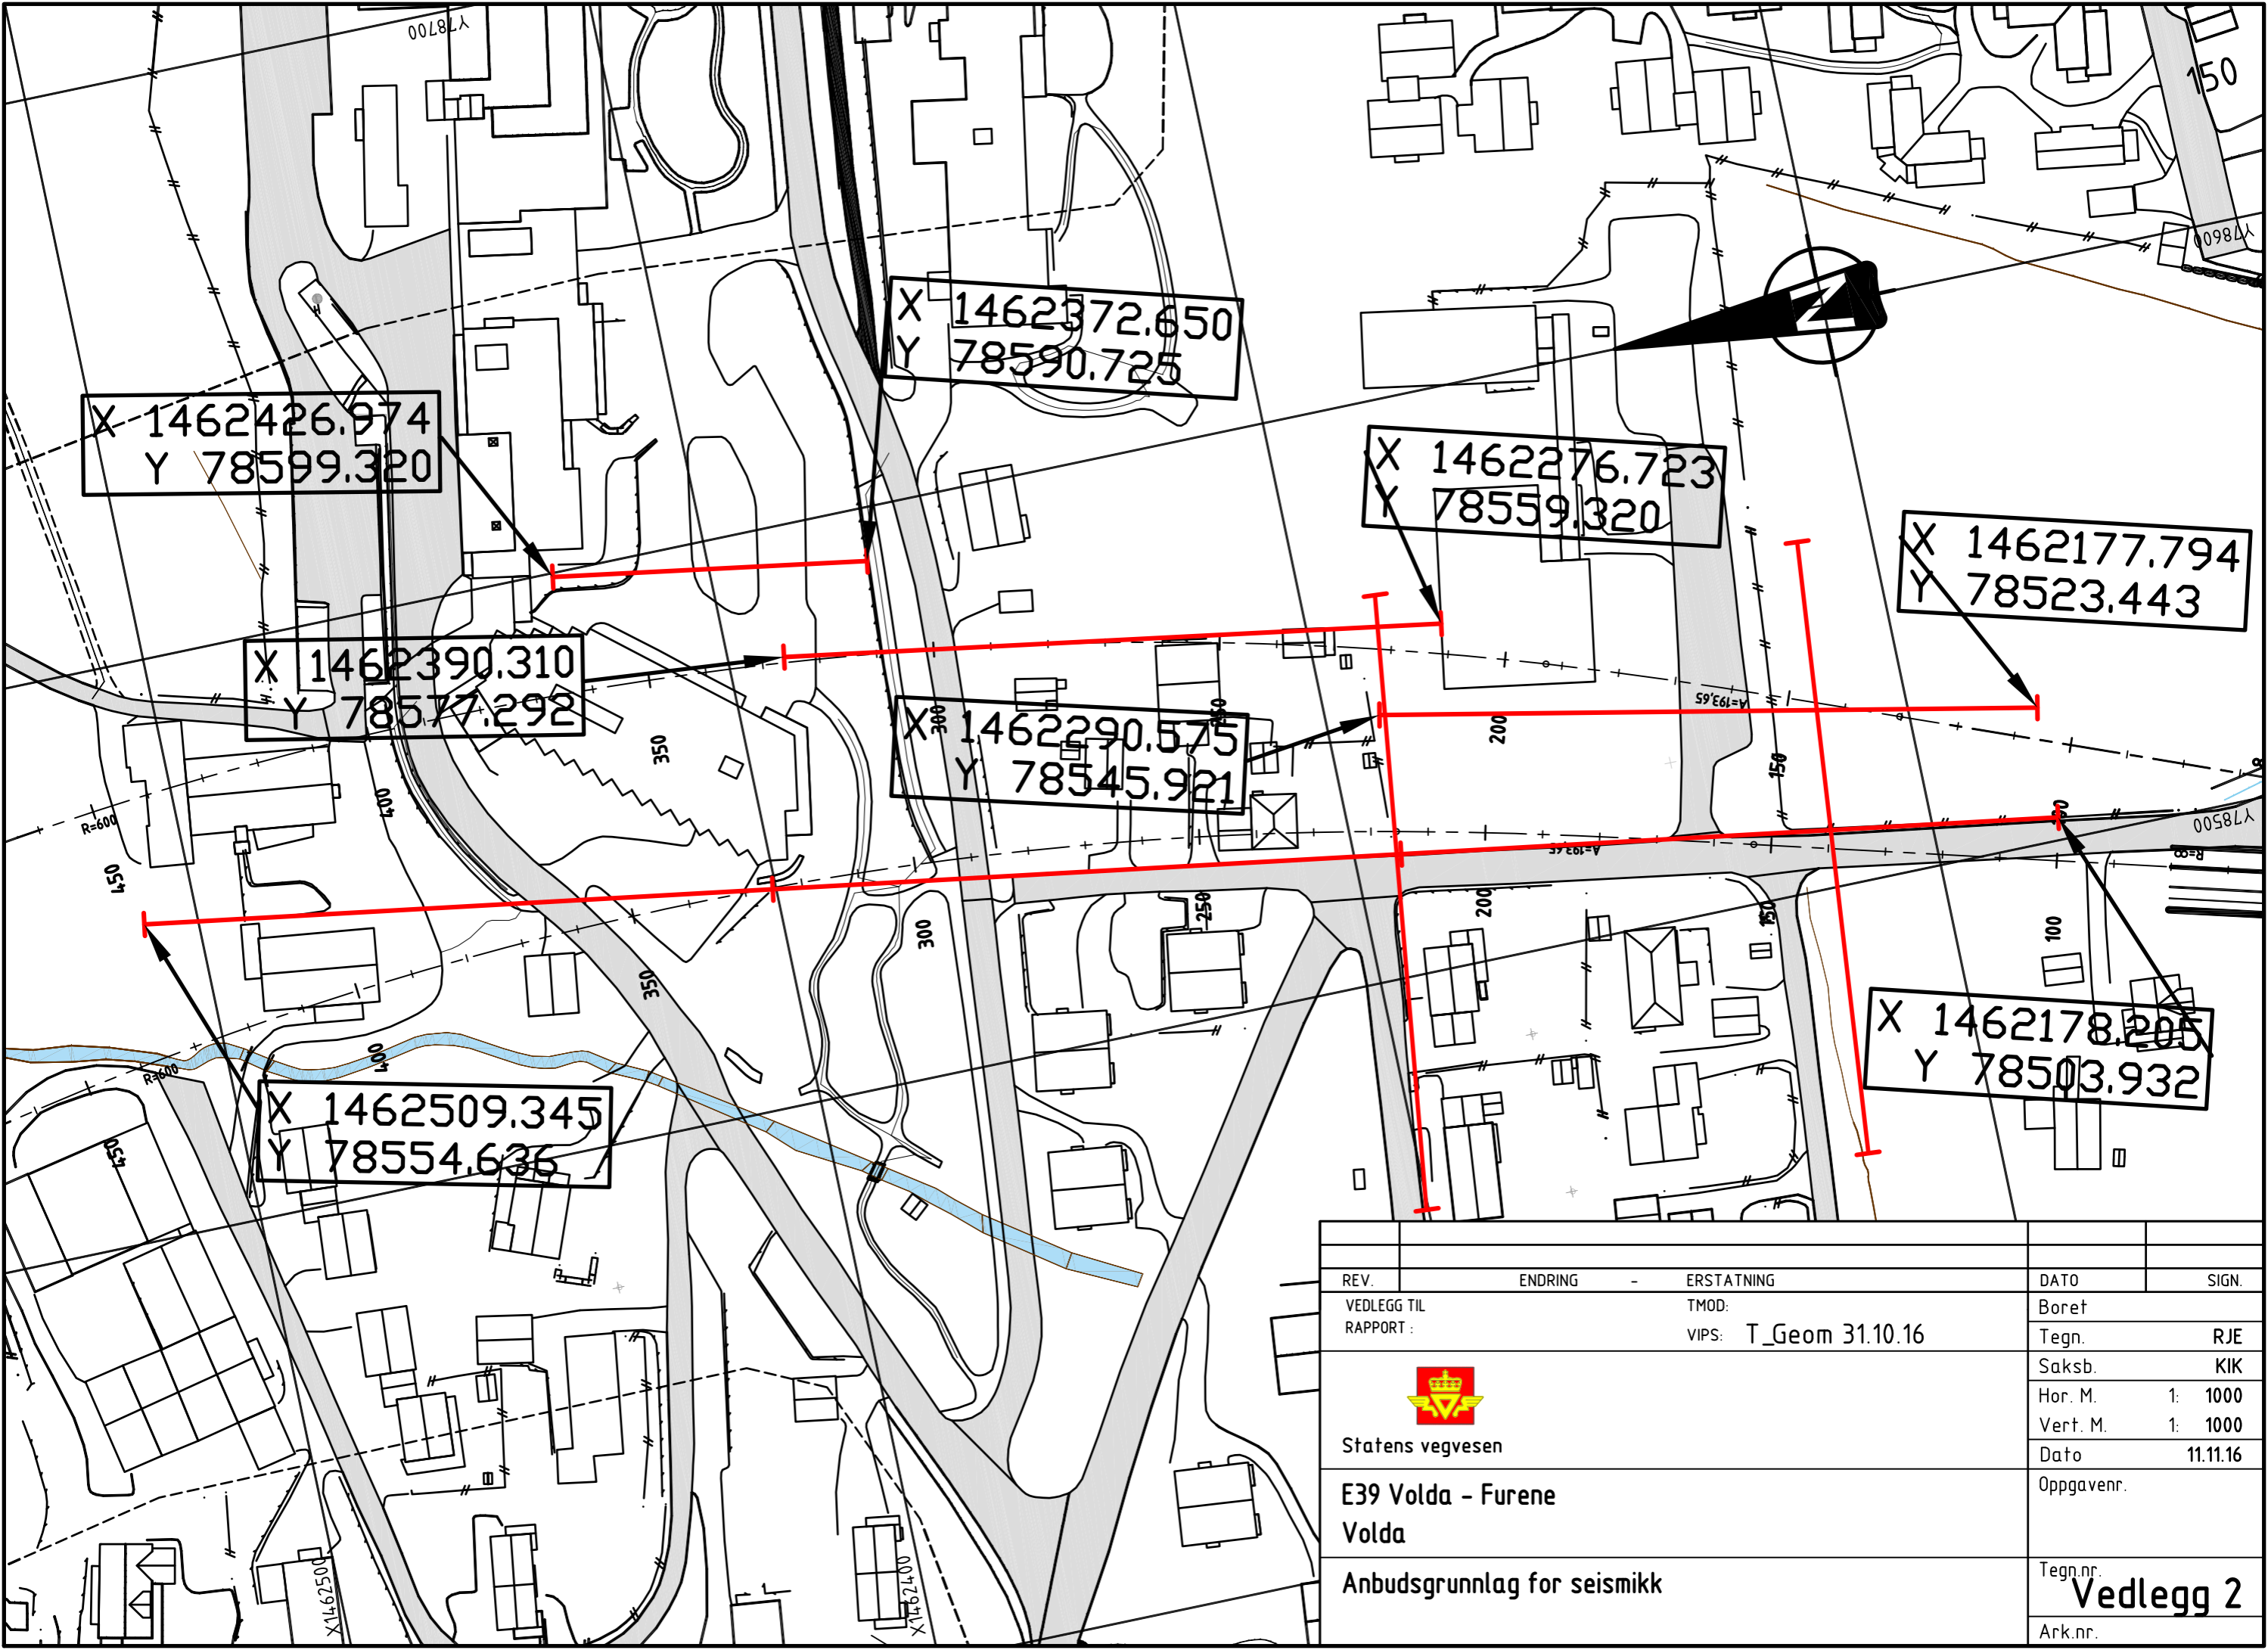 Y78700
150
Y78600
X 1462372.650
Y 78590.725
X 1462426.974
Y 78599.320
X 1462276.723
Y 78559.320
X 1462177.794
Y 78523.443
X 1462390.310
Y 78577.292
X 1462290.575
Y 78545.921
300
250
200
150
A=193,65
350
400
R=600
450
Y78500
A=193,65
R=∞
300
250
200
150
100
350
400
R=600
450
X 1462178.205
Y 78503.932
X 1462509.345
Y 78554.636
X1462500
X1462400
H
N
REV. ENDRING - ERSTATNING DATO SIGN.
VEDLEGG TIL
RAPPORT :
TMOD:
VIPS: T_Geom 31.10.16
Boret
Tegn. RJE
Saksb. KIK
Hor. M. 1: 1000
Vert. M. 1: 1000
Dato 11.11.16
Statens vegvesen
E39 Volda - Furene
Volda
Oppgavenr.
Anbudsgrunnlag for seismikk
Tegn.nr.
Vedlegg 2
Ark.nr.